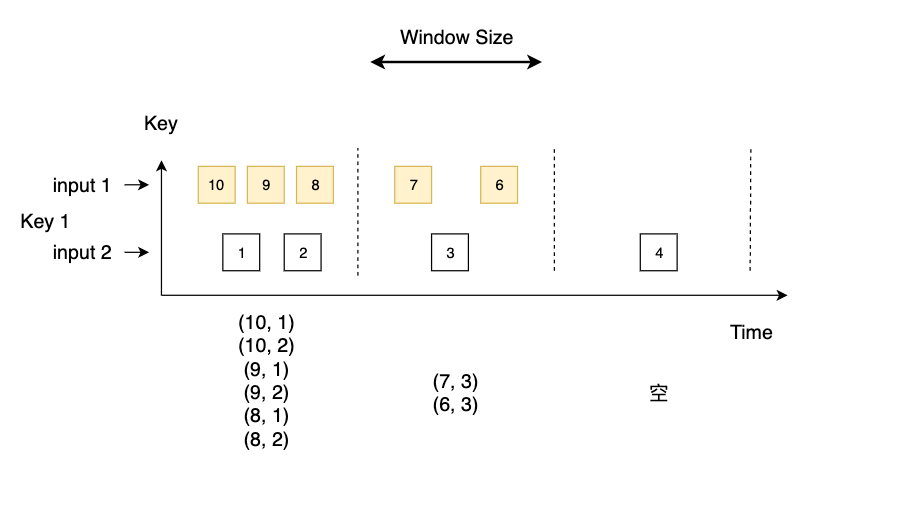 Window Size
Key
input 1
10 9 8 7 6
Key 1
input 2
1 2 3 4
Time
(10, 1)
(10, 2)
(9, 1)
(9, 2)
(8, 1)
(8, 2)
(7, 3)
(6, 3)
空